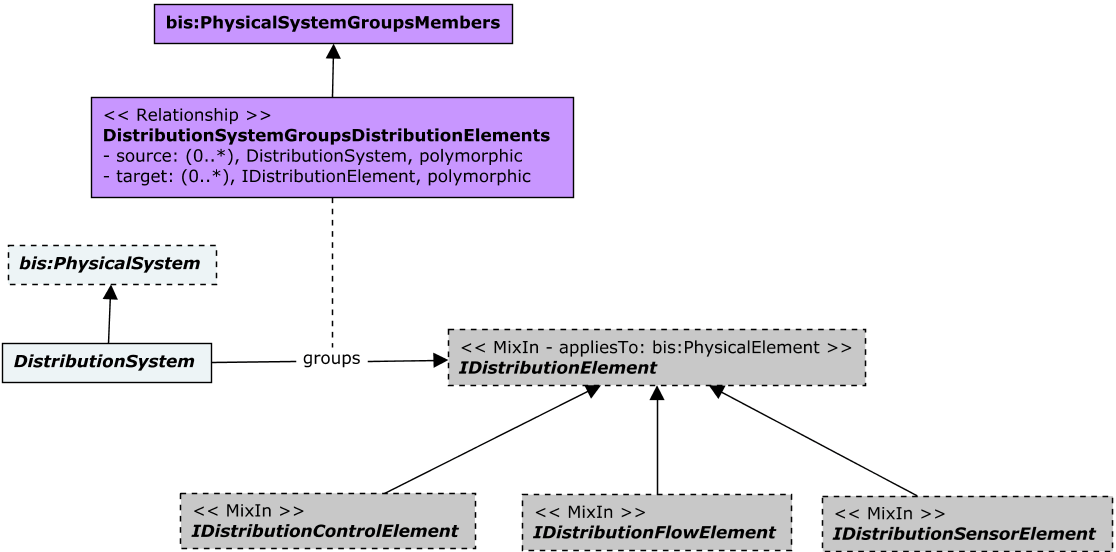 bis:PhysicalSystemGroupsMembers
<< Relationship >>
DistributionSystemGroupsDistributionElements
- source: (0..*), DistributionSystem, polymorphic
- target: (0..*), IDistributionElement, polymorphic
bis:PhysicalSystem
DistributionSystem
groups
<< MixIn - appliesTo: bis:PhysicalElement >>
IDistributionElement
<< MixIn >>
IDistributionControlElement
<< MixIn >>
IDistributionFlowElement
<< MixIn >>
IDistributionSensorElement